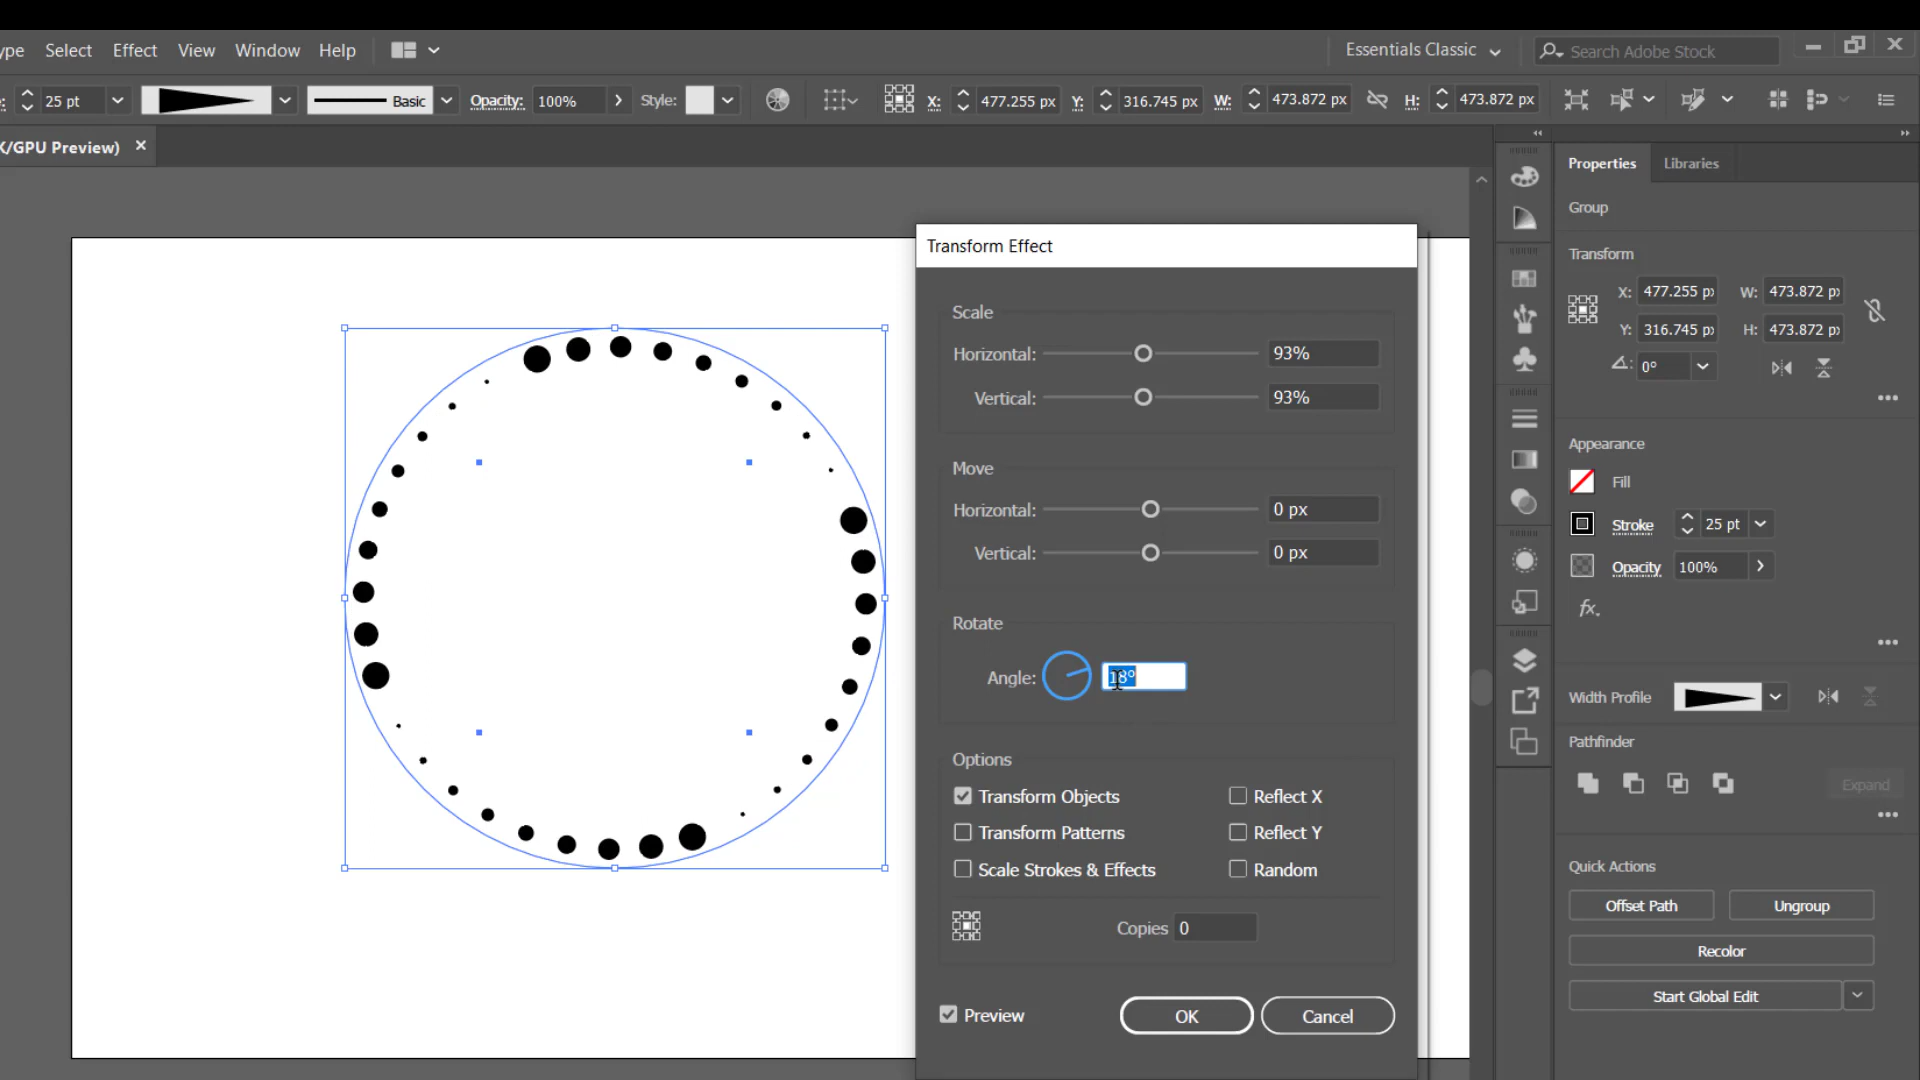 ype Select Effect View Window Help
Essentials Classic
Search Adobe Stock
: 25 pt Basic Opacity: 100% Style: X: 477.255 px Y: 316.745 px W: 473.872 px H: 473.872 px
K/GPU Preview) ×
Properties Libraries
Group
Transform
X: 477.255 p W: 473.872 p
Y: 316.745 p H: 473.872 p
0°
Appearance
Fill
Stroke 25 pt
Opacity 100%
fx.
Width Profile
Pathfinder
Expand
Quick Actions
Offset Path Ungroup
Recolor
Start Global Edit
Transform Effect
Scale
Horizontal: 93%
Vertical: 93%
Move
Horizontal: 0 px
Vertical: 0 px
Rotate
Angle: 18°
Options
Transform Objects Reflect X
Transform Patterns Reflect Y
Scale Strokes & Effects Random
Copies 0
Preview OK Cancel